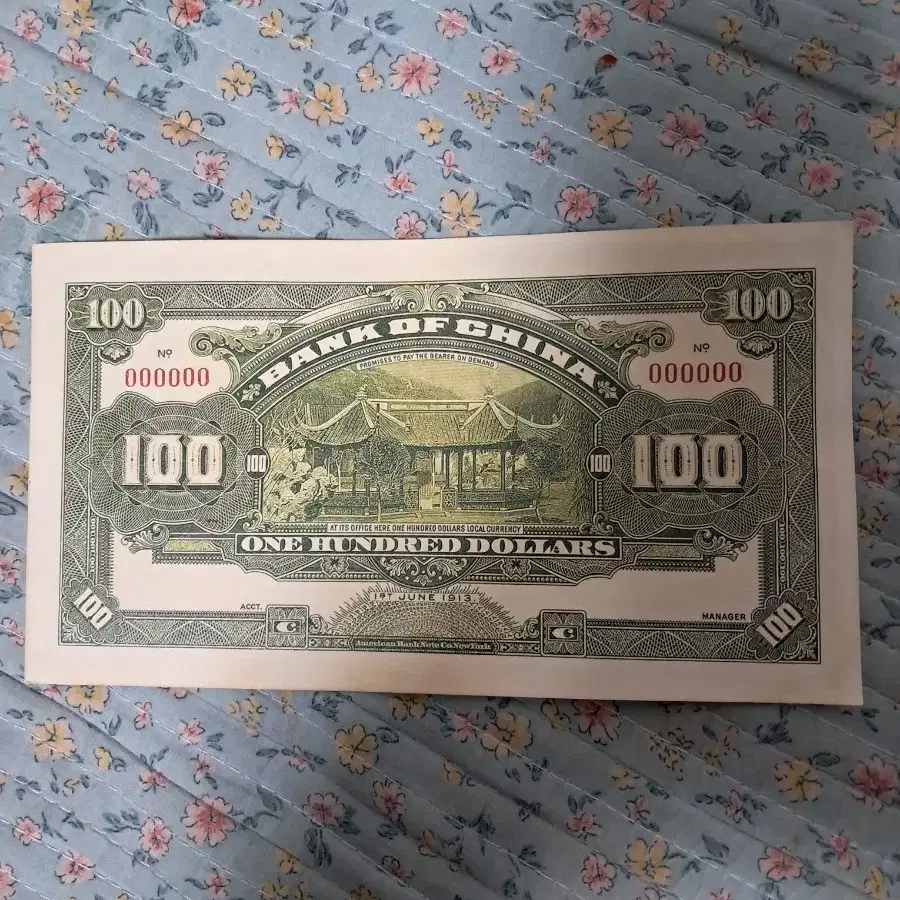 100
100
BANK OF CHINA
PROMISES TO PAY THE BEARER ON DEMAND
Nº
Nº
000000
000000
100
100
100
100
AT ITS OFFICE HERE ONE HUNDRED DOLLARS LOCAL CURRENCY
ONE HUNDRED DOLLARS
1ST JUNE 1913
ACCT.
MANAGER
100
C
C
100
American Bank Note Co. New York